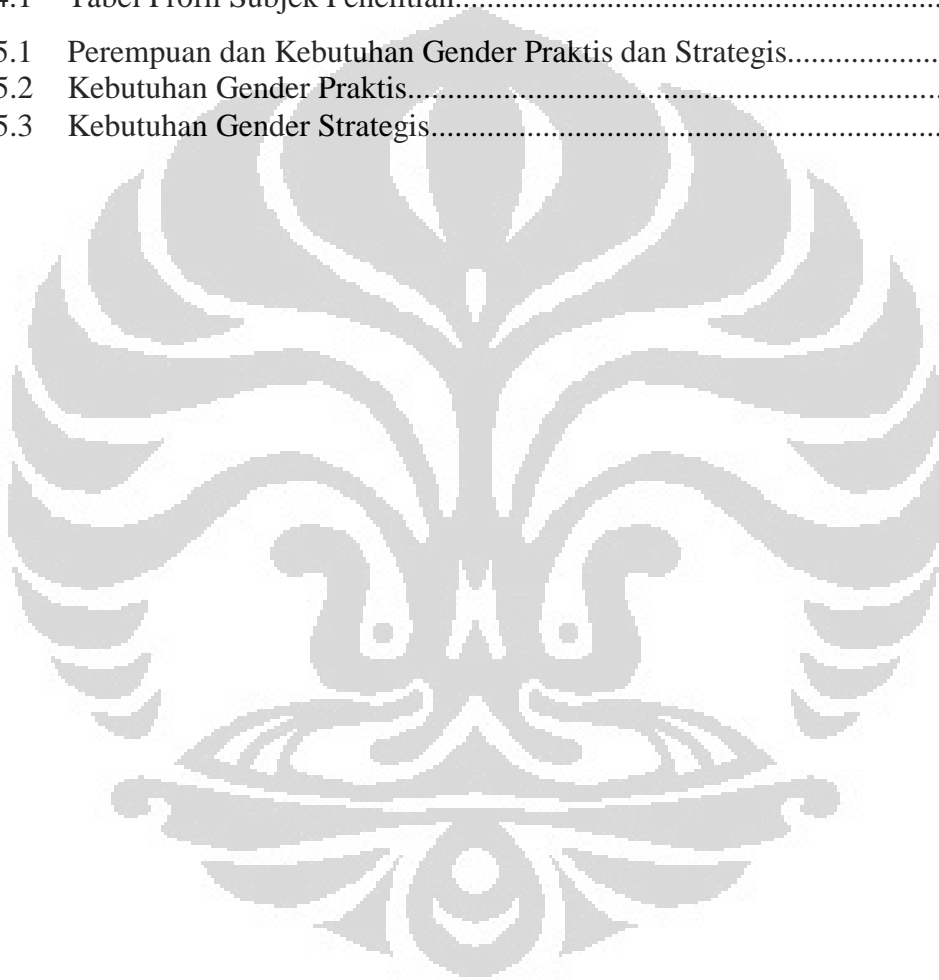 4.1 Tabel Profil Subjek Penelitian...............................................................
5.1 Perempuan dan Kebutuhan Gender Praktis dan Strategis...................
5.2 Kebutuhan Gender Praktis....................................................................
5.3 Kebutuhan Gender Strategis.................................................................